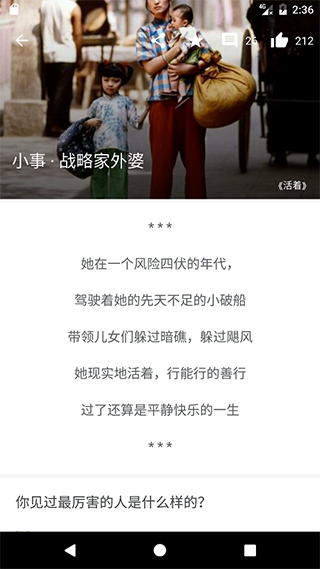 4G 2:36
26 212
小事 · 战略家外婆
《活着》
***
她在一个风险四伏的年代，
驾驶着她的先天不足的小破船
带领儿女们躲过暗礁，躲过飓风
她现实地活着，行能行的善行
过了还算是平静快乐的一生
***
你见过最厉害的人是什么样的?